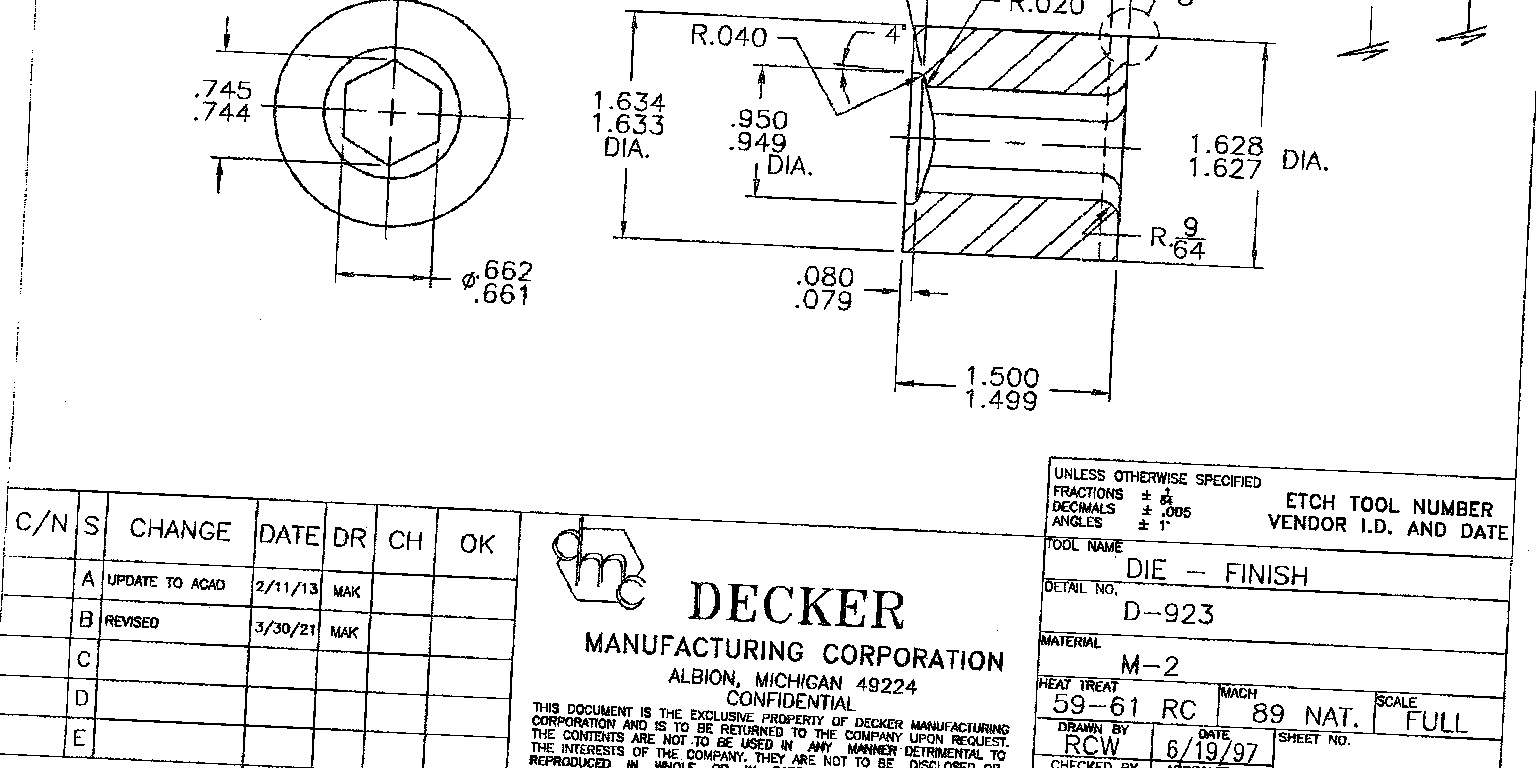 R.020
R.040
4°
.745
.744
1.634
1.633
DIA.
.950
.949
DIA.
1.628
1.627
DIA.
R. 9/64
⌀.662
.661
.080
.079
1.500
1.499
UNLESS OTHERWISE SPECIFIED
FRACTIONS ± 1/64
DECIMALS ± .005
ANGLES ± 1°
ETCH TOOL NUMBER
VENDOR I.D. AND DATE
C/N S CHANGE DATE DR CH OK
A UPDATE TO ACAD 2/11/13 MAK
B REVISED 3/30/21 MAK
C
D
E
dmc
DECKER
MANUFACTURING CORPORATION
ALBION, MICHIGAN 49224
CONFIDENTIAL
THIS DOCUMENT IS THE EXCLUSIVE PROPERTY OF DECKER MANUFACTURING
CORPORATION AND IS TO BE RETURNED TO THE COMPANY UPON REQUEST.
THE CONTENTS ARE NOT TO BE USED IN ANY MANNER DETRIMENTAL TO
THE INTERESTS OF THE COMPANY. THEY ARE NOT TO BE DISCLOSED OR
REPRODUCED IN WHOLE OR
TOOL NAME
DIE - FINISH
DETAIL NO.
D-923
MATERIAL
M-2
HEAT TREAT
59-61 RC
MACH
89 NAT.
SCALE
FULL
DRAWN BY
RCW
DATE
6/19/97
SHEET NO.
CHECKED BY